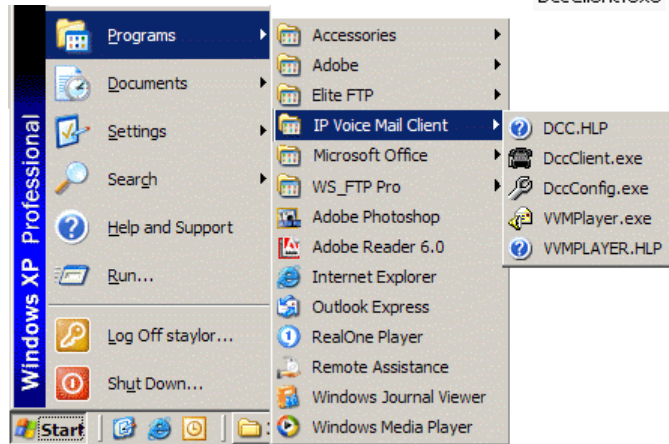 DccClient.exe
Windows XP Professional
Programs
Documents
Settings
Search
Help and Support
Run...
Log Off staylor...
Shut Down...
Start
Accessories
Adobe
Elite FTP
IP Voice Mail Client
Microsoft Office
WS_FTP Pro
Adobe Photoshop
Adobe Reader 6.0
Internet Explorer
Outlook Express
RealOne Player
Remote Assistance
Windows Journal Viewer
Windows Media Player
DCC.HLP
DccClient.exe
DccConfig.exe
VVMPlayer.exe
VVMPLAYER.HLP